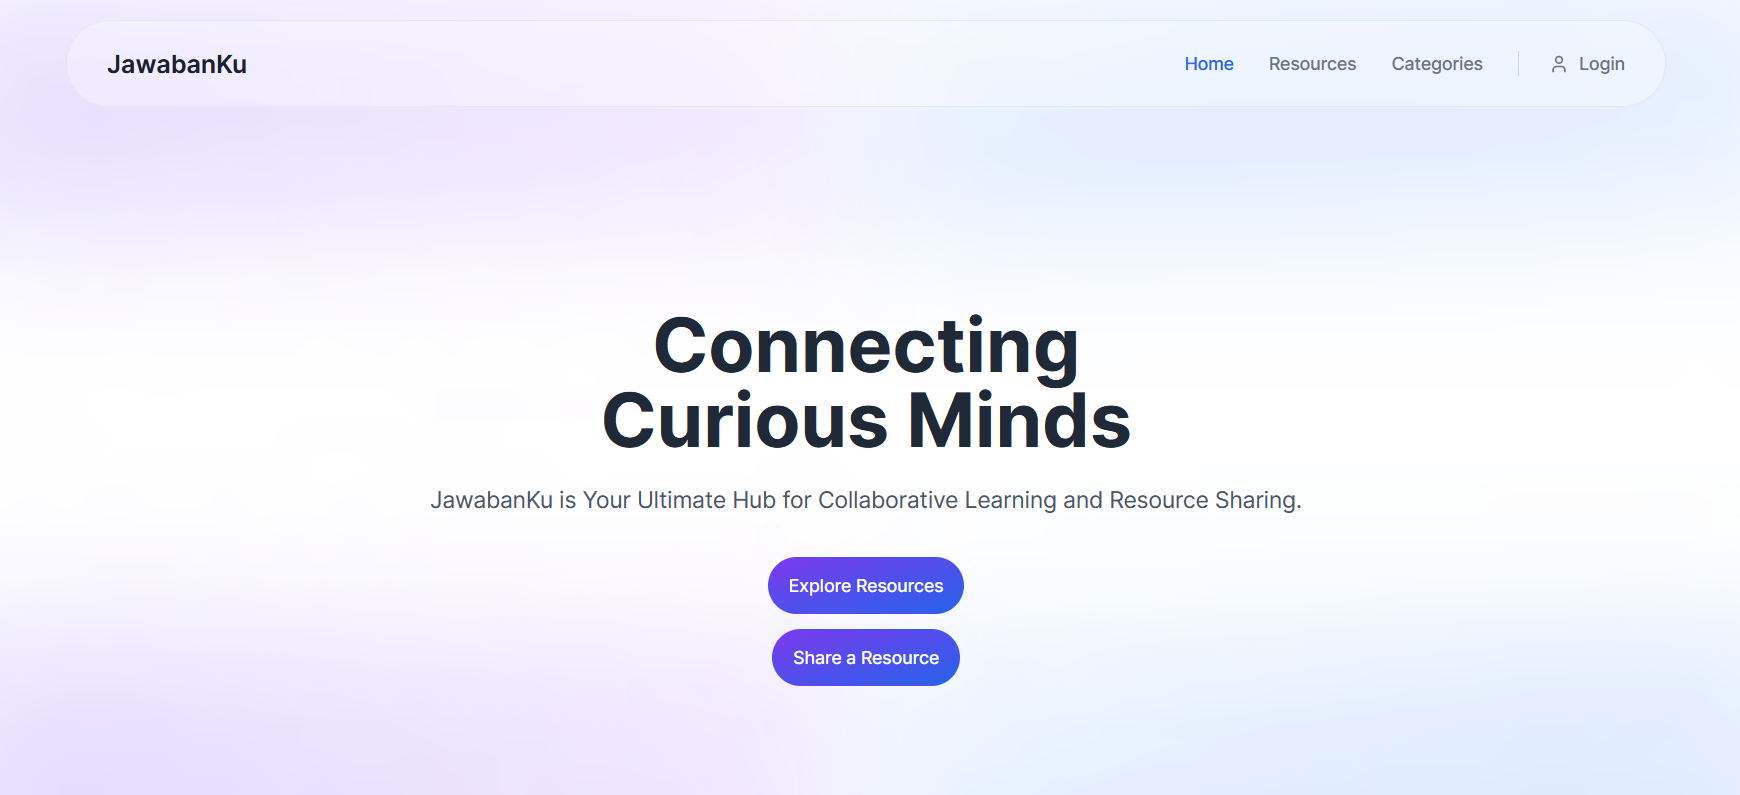 JawabanKu
Home
Resources
Categories
Login
Connecting
Curious Minds
JawabanKu is Your Ultimate Hub for Collaborative Learning and Resource Sharing.
Explore Resources
Share a Resource